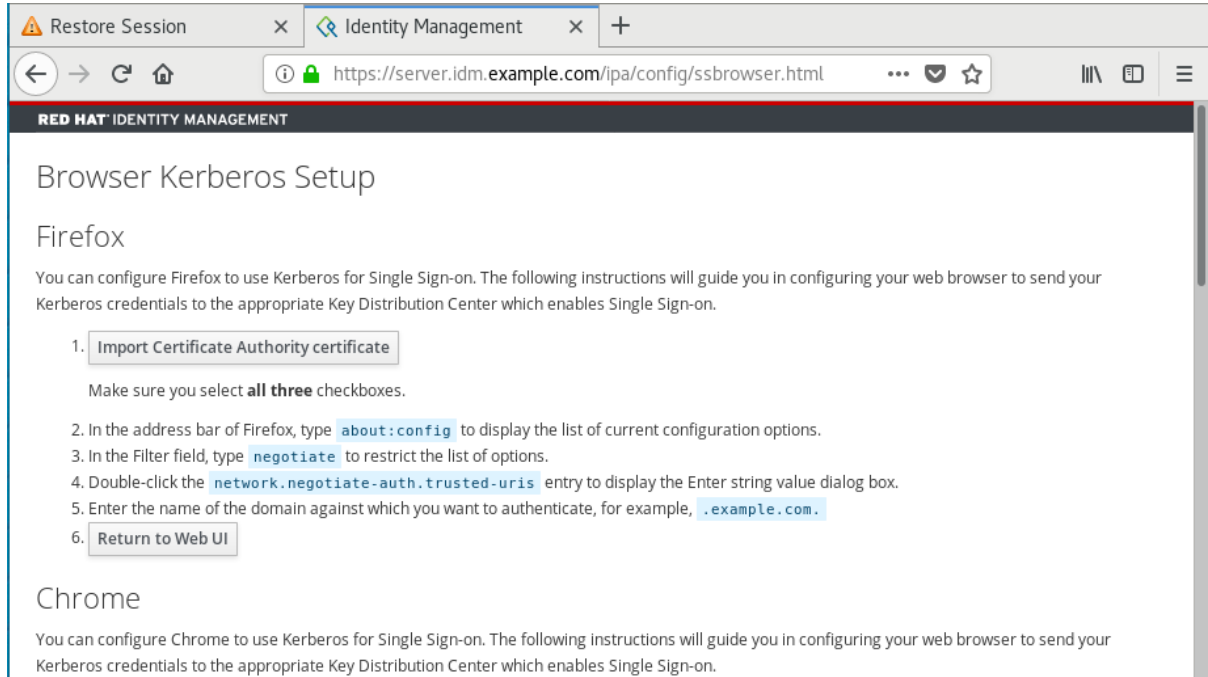 Restore Session
Identity Management
https://server.idm.example.com/ipa/config/ssbrowser.html
RED HAT® IDENTITY MANAGEMENT
Browser Kerberos Setup
Firefox
You can configure Firefox to use Kerberos for Single Sign-on. The following instructions will guide you in configuring your web browser to send your
Kerberos credentials to the appropriate Key Distribution Center which enables Single Sign-on.
1. Import Certificate Authority certificate
Make sure you select all three checkboxes.
2. In the address bar of Firefox, type about:config to display the list of current configuration options.
3. In the Filter field, type negotiate to restrict the list of options.
4. Double-click the network.negotiate-auth.trusted-uris entry to display the Enter string value dialog box.
5. Enter the name of the domain against which you want to authenticate, for example, .example.com.
6. Return to Web UI
Chrome
You can configure Chrome to use Kerberos for Single Sign-on. The following instructions will guide you in configuring your web browser to send your
Kerberos credentials to the appropriate Key Distribution Center which enables Single Sign-on.